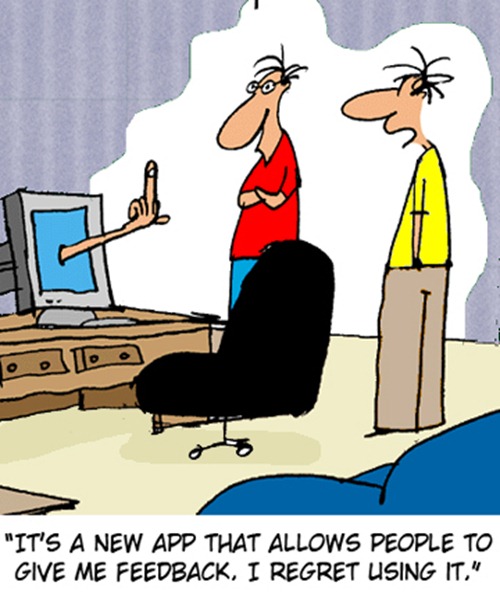 "IT'S A NEW APP THAT ALLOWS PEOPLE TO
GIVE ME FEEDBACK. I REGRET USING IT."